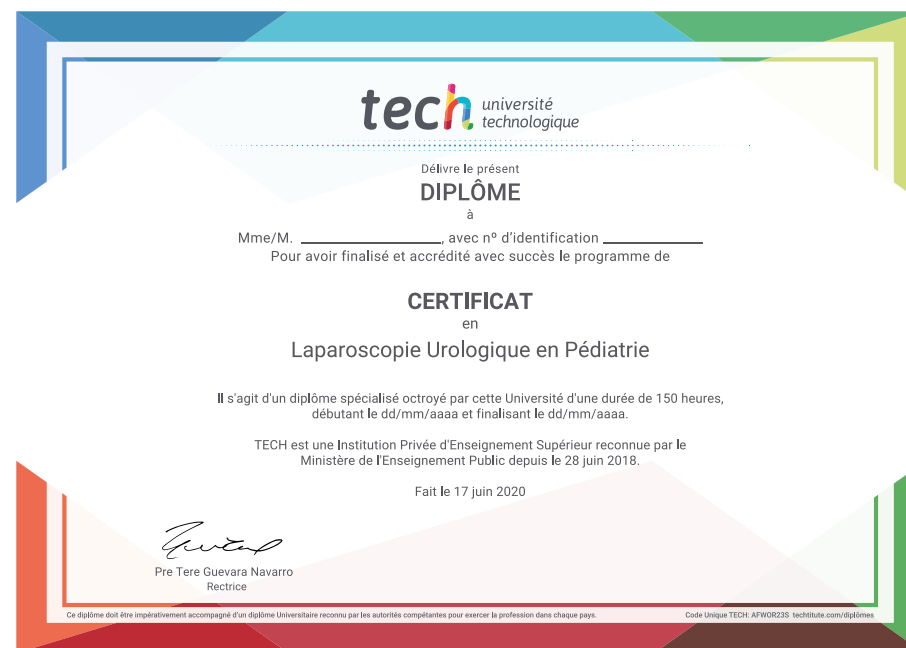 tech université
technologique
Délivre le présent
DIPLÔME
à
Mme/M. ____________________, avec nº d'identification ______________
Pour avoir finalisé et accrédité avec succès le programme de
CERTIFICAT
en
Laparoscopie Urologique en Pédiatrie
Il s'agit d'un diplôme spécialisé octroyé par cette Université d'une durée de 150 heures,
débutant le dd/mm/aaaa et finalisant le dd/mm/aaaa.
TECH est une Institution Privée d'Enseignement Supérieur reconnue par le
Ministère de l'Enseignement Public depuis le 28 juin 2018.
Fait le 17 juin 2020
Pre Tere Guevara Navarro
Rectrice
Ce diplôme doit être impérativement accompagné d'un diplôme Universitaire reconnu par les autorités compétentes pour exercer la profession dans chaque pays.
Code Unique TECH: AFWOR23S techtitute.com/diplômes